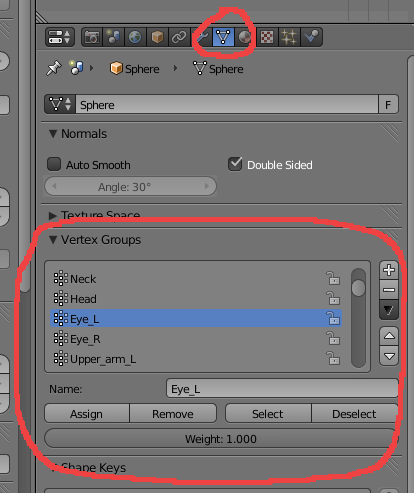 Sphere Sphere
Sphere F
Normals
Auto Smooth Double Sided
Angle: 30°
Texture Space
Vertex Groups
Neck
Head
Eye_L
Eye_R
Upper_arm_L
Name: Eye_L
Assign Remove Select Deselect
Weight: 1.000
Shape Keys